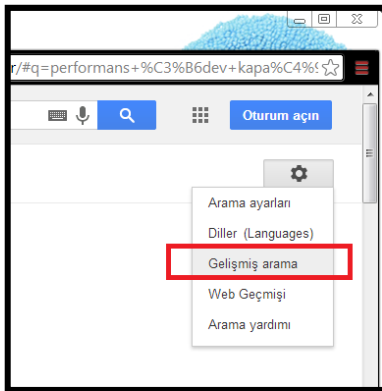 r/#q=performans+%C3%B6dev+kapa%C4%9
Oturum açın
Arama ayarları
Diller (Languages)
Gelişmiş arama
Web Geçmişi
Arama yardımı